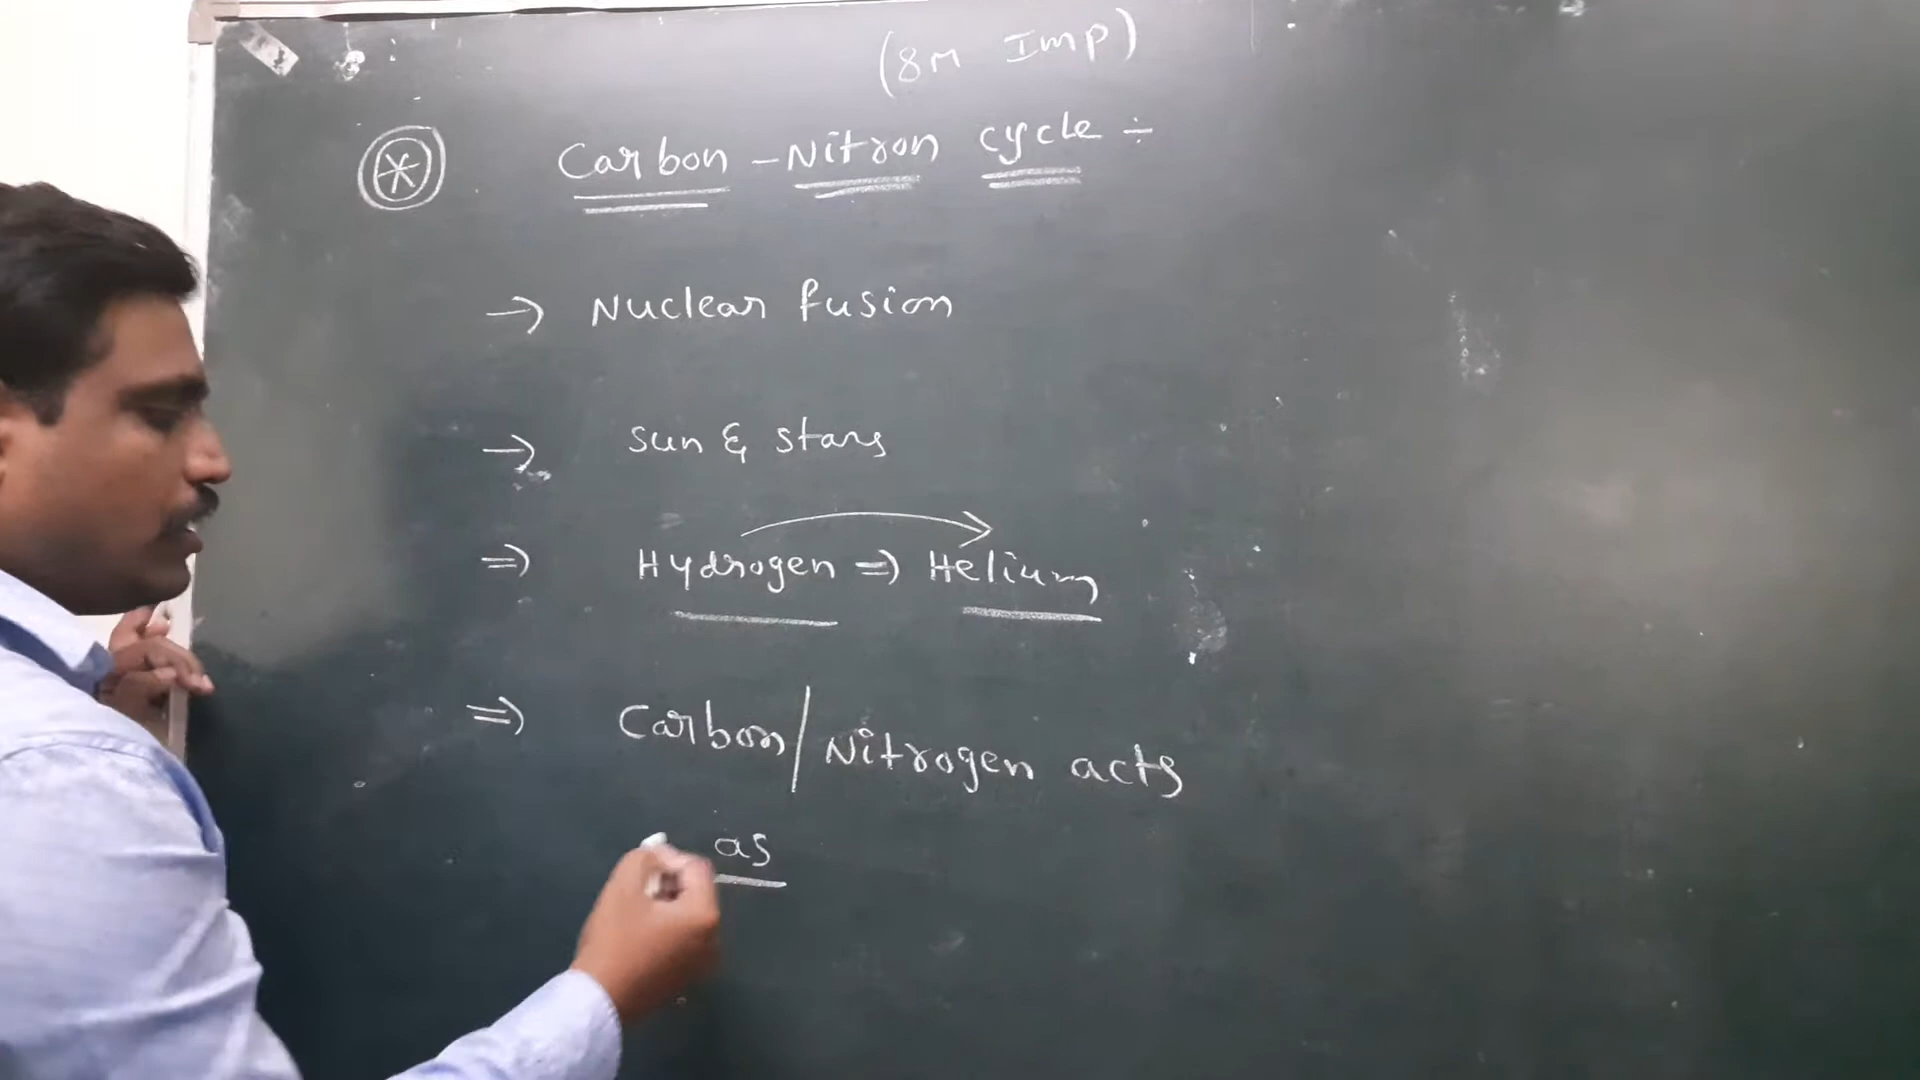 (8m Imp)
* Carbon - Nitron cycle ÷
→ Nuclear fusion
→ Sun & stars
⇒ Hydrogen ⇒ Helium
⇒ Carbon/Nitrogen acts
as